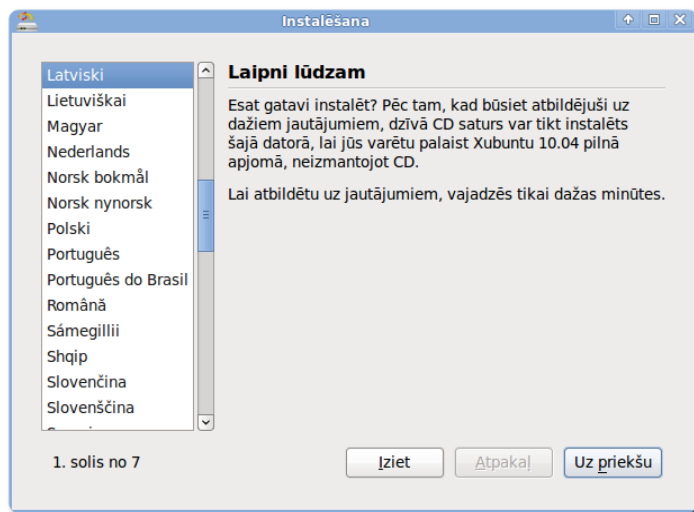 Instalēšana
Latviski
Lietuviškai
Magyar
Nederlands
Norsk bokmål
Norsk nynorsk
Polski
Português
Português do Brasil
Română
Sámegillii
Shqip
Slovenčina
Slovenščina
Laipni lūdzam
Esat gatavi instalēt? Pēc tam, kad būsiet atbildējuši uz
dažiem jautājumiem, dzīvā CD saturs var tikt instalēts
šajā datorā, lai jūs varētu palaist Xubuntu 10.04 pilnā
apjomā, neizmantojot CD.
Lai atbildētu uz jautājumiem, vajadzēs tikai dažas minūtes.
1. solis no 7
Iziet
Atpakaļ
Uz priekšu